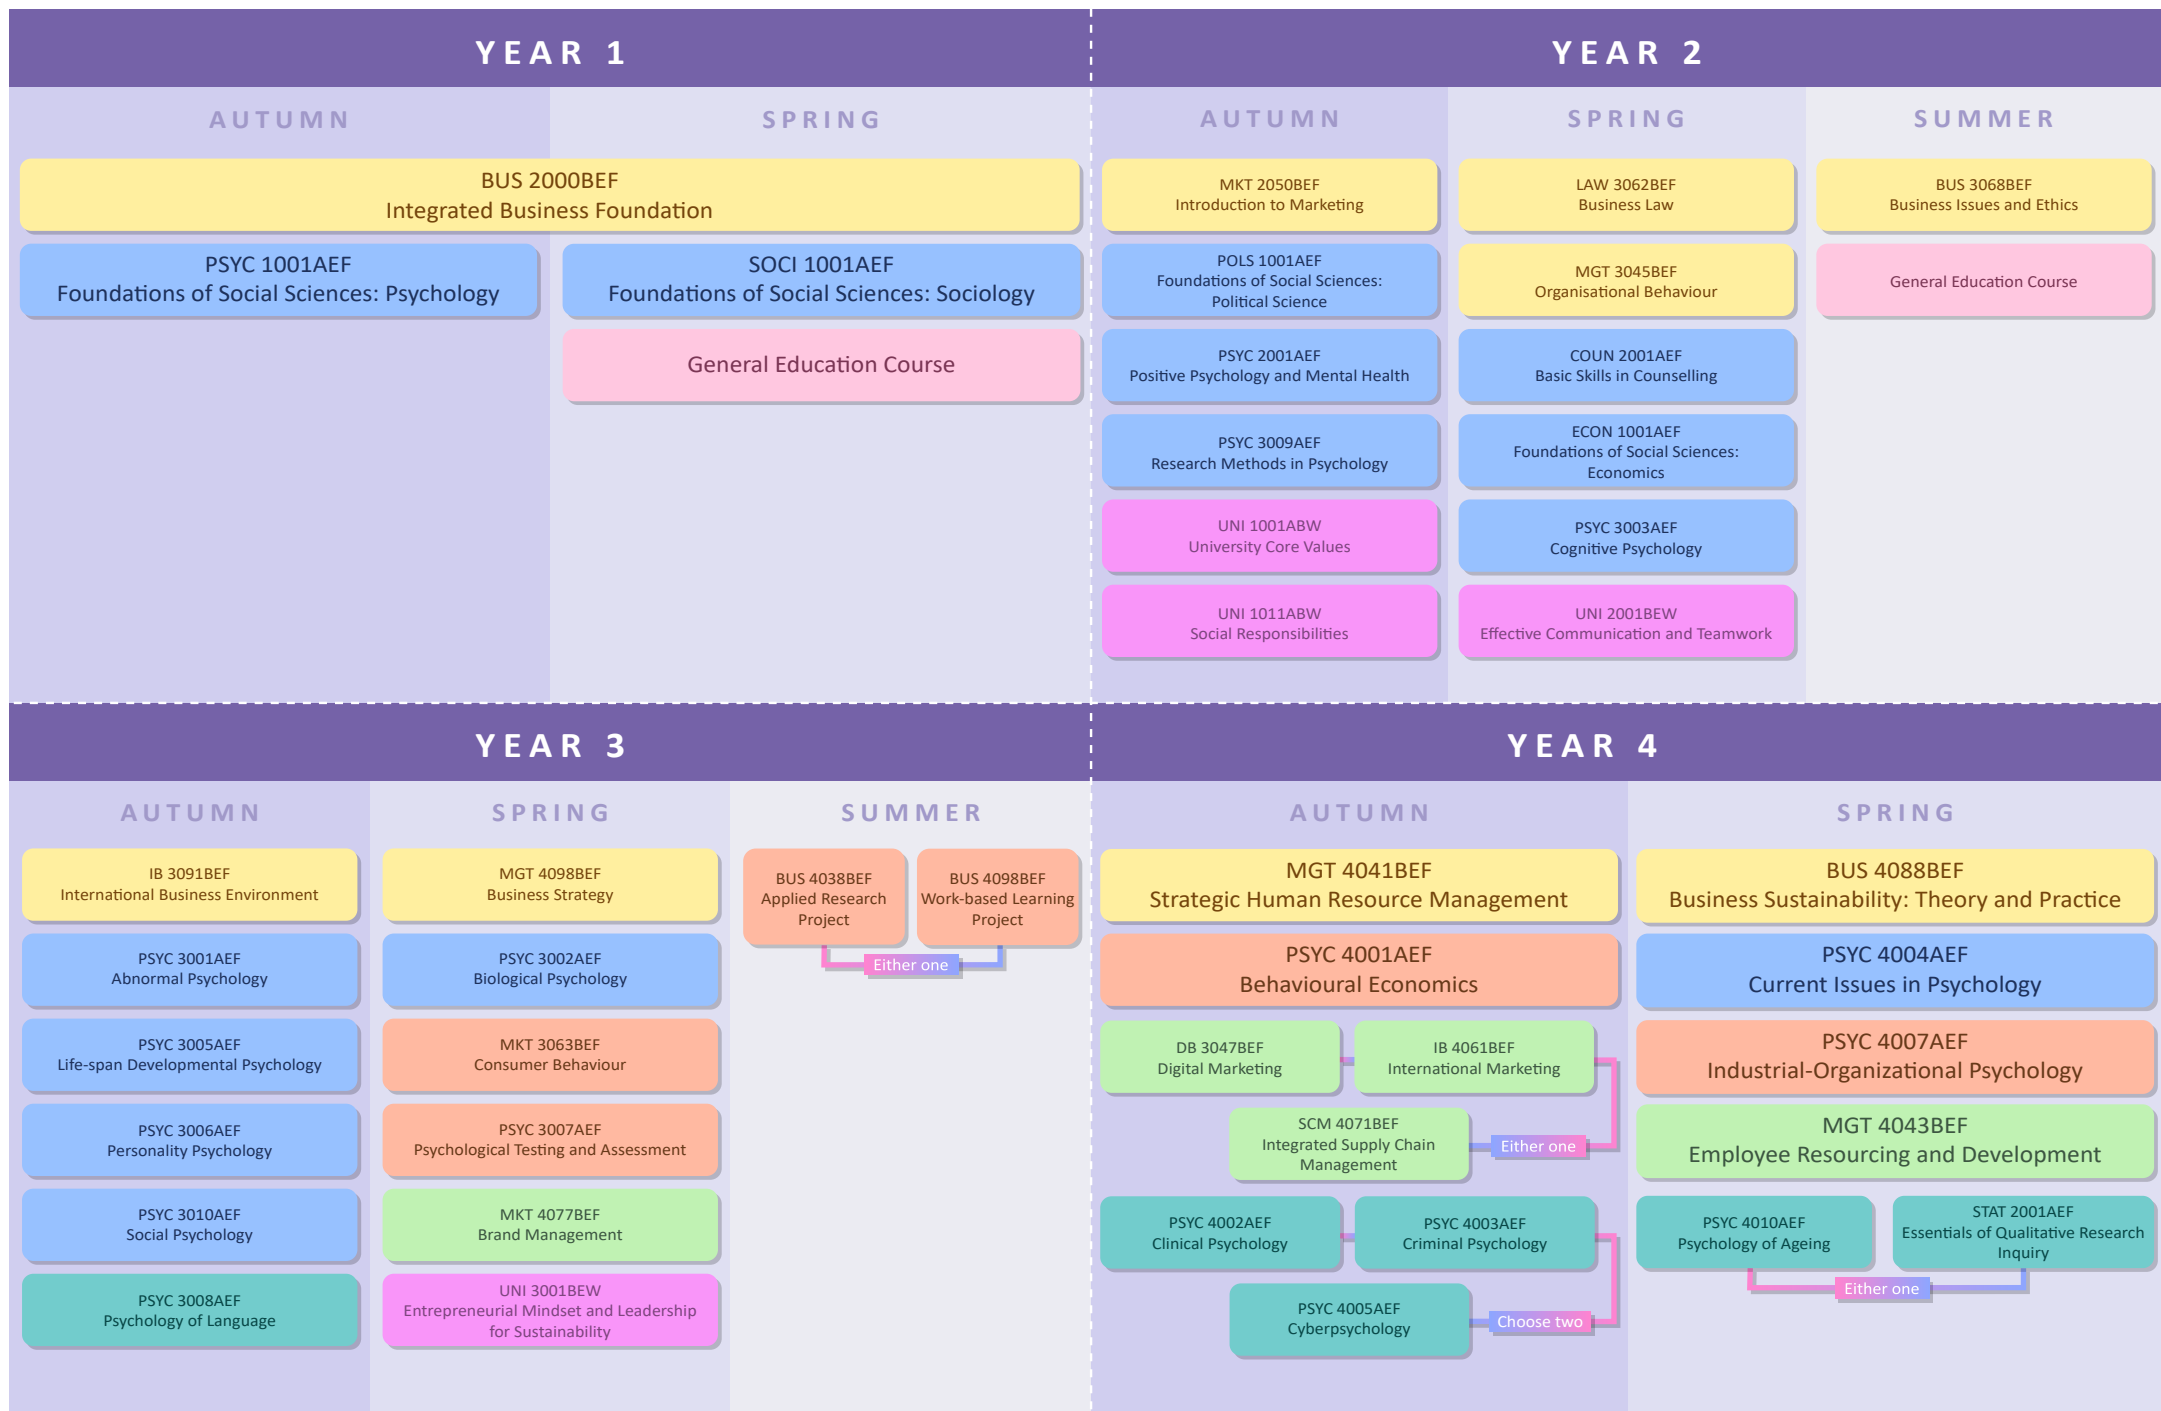 YEAR 1
AUTUMN
SPRING
BUS 2000BEF
Integrated Business Foundation
PSYC 1001AEF
Foundations of Social Sciences: Psychology
SOCI 1001AEF
Foundations of Social Sciences: Sociology
General Education Course
YEAR 2
AUTUMN
SPRING
SUMMER
MKT 2050BEF
Introduction to Marketing
POLS 1001AEF
Foundations of Social Sciences:
Political Science
PSYC 2001AEF
Positive Psychology and Mental Health
PSYC 3009AEF
Research Methods in Psychology
UNI 1001ABW
University Core Values
UNI 1011ABW
Social Responsibilities
LAW 3062BEF
Business Law
MGT 3045BEF
Organisational Behaviour
COUN 2001AEF
Basic Skills in Counselling
ECON 1001AEF
Foundations of Social Sciences:
Economics
PSYC 3003AEF
Cognitive Psychology
UNI 2001BEW
Effective Communication and Teamwork
BUS 3068BEF
Business Issues and Ethics
General Education Course
YEAR 3
AUTUMN
SPRING
SUMMER
IB 3091BEF
International Business Environment
PSYC 3001AEF
Abnormal Psychology
PSYC 3005AEF
Life-span Developmental Psychology
PSYC 3006AEF
Personality Psychology
PSYC 3010AEF
Social Psychology
PSYC 3008AEF
Psychology of Language
MGT 4098BEF
Business Strategy
PSYC 3002AEF
Biological Psychology
MKT 3063BEF
Consumer Behaviour
PSYC 3007AEF
Psychological Testing and Assessment
MKT 4077BEF
Brand Management
UNI 3001BEW
Entrepreneurial Mindset and Leadership
for Sustainability
BUS 4038BEF
Applied Research
Project
BUS 4098BEF
Work-based Learning
Project
Either one
YEAR 4
AUTUMN
SPRING
MGT 4041BEF
Strategic Human Resource Management
PSYC 4001AEF
Behavioural Economics
DB 3047BEF
Digital Marketing
IB 4061BEF
International Marketing
SCM 4071BEF
Integrated Supply Chain
Management
Either one
PSYC 4002AEF
Clinical Psychology
PSYC 4003AEF
Criminal Psychology
PSYC 4005AEF
Cyberpsychology
Choose two
BUS 4088BEF
Business Sustainability: Theory and Practice
PSYC 4004AEF
Current Issues in Psychology
PSYC 4007AEF
Industrial-Organizational Psychology
MGT 4043BEF
Employee Resourcing and Development
PSYC 4010AEF
Psychology of Ageing
STAT 2001AEF
Essentials of Qualitative Research
Inquiry
Either one